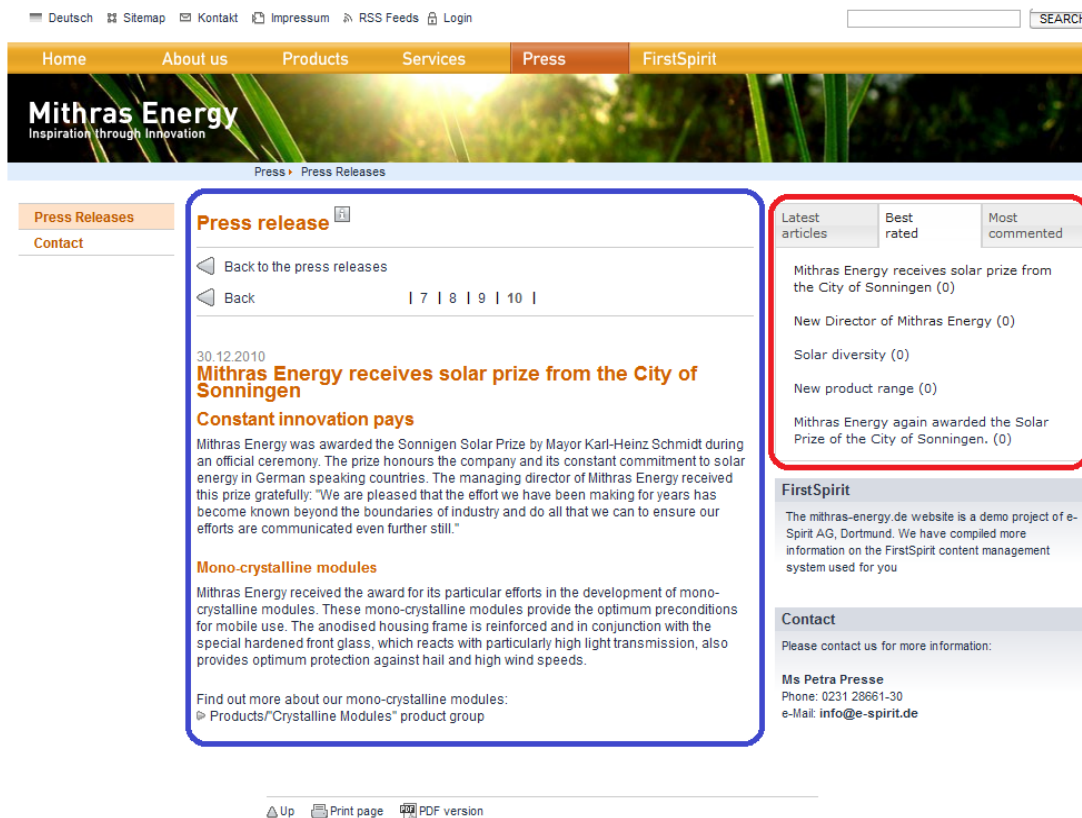 Deutsch Sitemap Kontakt Impressum RSS Feeds Login
SEARCH
Home About us Products Services Press FirstSpirit
Mithras Energy
Inspiration through Innovation
Press Press Releases
Press Releases
Contact
Press release
Back to the press releases
Back | 7 | 8 | 9 | 10 |
30.12.2010
Mithras Energy receives solar prize from the City of
Sonningen
Constant innovation pays
Mithras Energy was awarded the Sonnigen Solar Prize by Mayor Karl-Heinz Schmidt during
an official ceremony. The prize honours the company and its constant commitment to solar
energy in German speaking countries. The managing director of Mithras Energy received
this prize gratefully: "We are pleased that the effort we have been making for years has
become known beyond the boundaries of industry and do all that we can to ensure our
efforts are communicated even further still."
Mono-crystalline modules
Mithras Energy received the award for its particular efforts in the development of mono-
crystalline modules. These mono-crystalline modules provide the optimum preconditions
for mobile use. The anodised housing frame is reinforced and in conjunction with the
special hardened front glass, which reacts with particularly high light transmission, also
provides optimum protection against hail and high wind speeds.
Find out more about our mono-crystalline modules:
Products/"Crystalline Modules" product group
Latest
articles
Best
rated
Most
commented
Mithras Energy receives solar prize from
the City of Sonningen (0)
New Director of Mithras Energy (0)
Solar diversity (0)
New product range (0)
Mithras Energy again awarded the Solar
Prize of the City of Sonningen. (0)
FirstSpirit
The mithras-energy.de website is a demo project of e-
Spirit AG, Dortmund. We have compiled more
information on the FirstSpirit content management
system used for you
Contact
Please contact us for more information:
Ms Petra Presse
Phone: 0231 28661-30
e-Mail: info@e-spirit.de
Up Print page PDF version